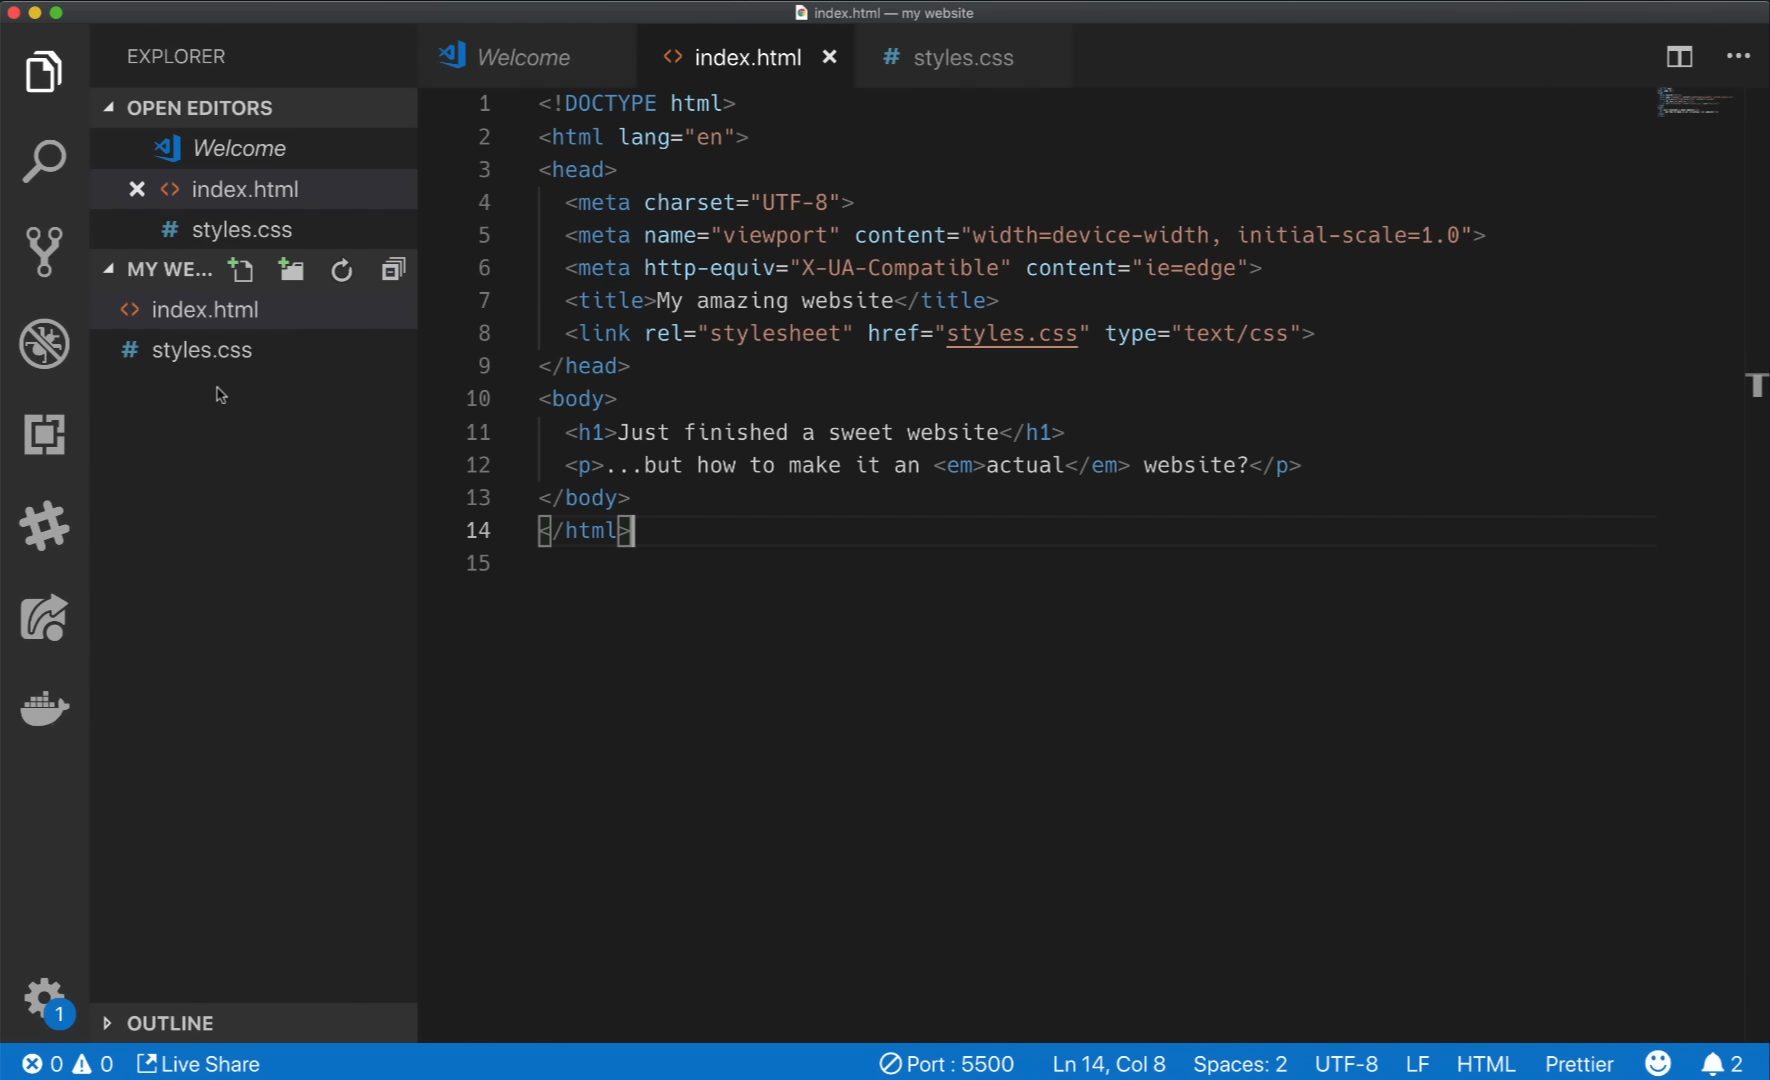 index.html — my website
EXPLORER
OPEN EDITORS
Welcome
index.html
styles.css
MY WE...
index.html
styles.css
OUTLINE
Welcome
index.html
styles.css
1 <!DOCTYPE html>
2 <html lang="en">
3 <head>
4 <meta charset="UTF-8">
5 <meta name="viewport" content="width=device-width, initial-scale=1.0">
6 <meta http-equiv="X-UA-Compatible" content="ie=edge">
7 <title>My amazing website</title>
8 <link rel="stylesheet" href="styles.css" type="text/css">
9 </head>
10 <body>
11 <h1>Just finished a sweet website</h1>
12 <p>...but how to make it an <em>actual</em> website?</p>
13 </body>
14 </html>
15
1
0 0 Live Share Port : 5500 Ln 14, Col 8 Spaces: 2 UTF-8 LF HTML Prettier 2